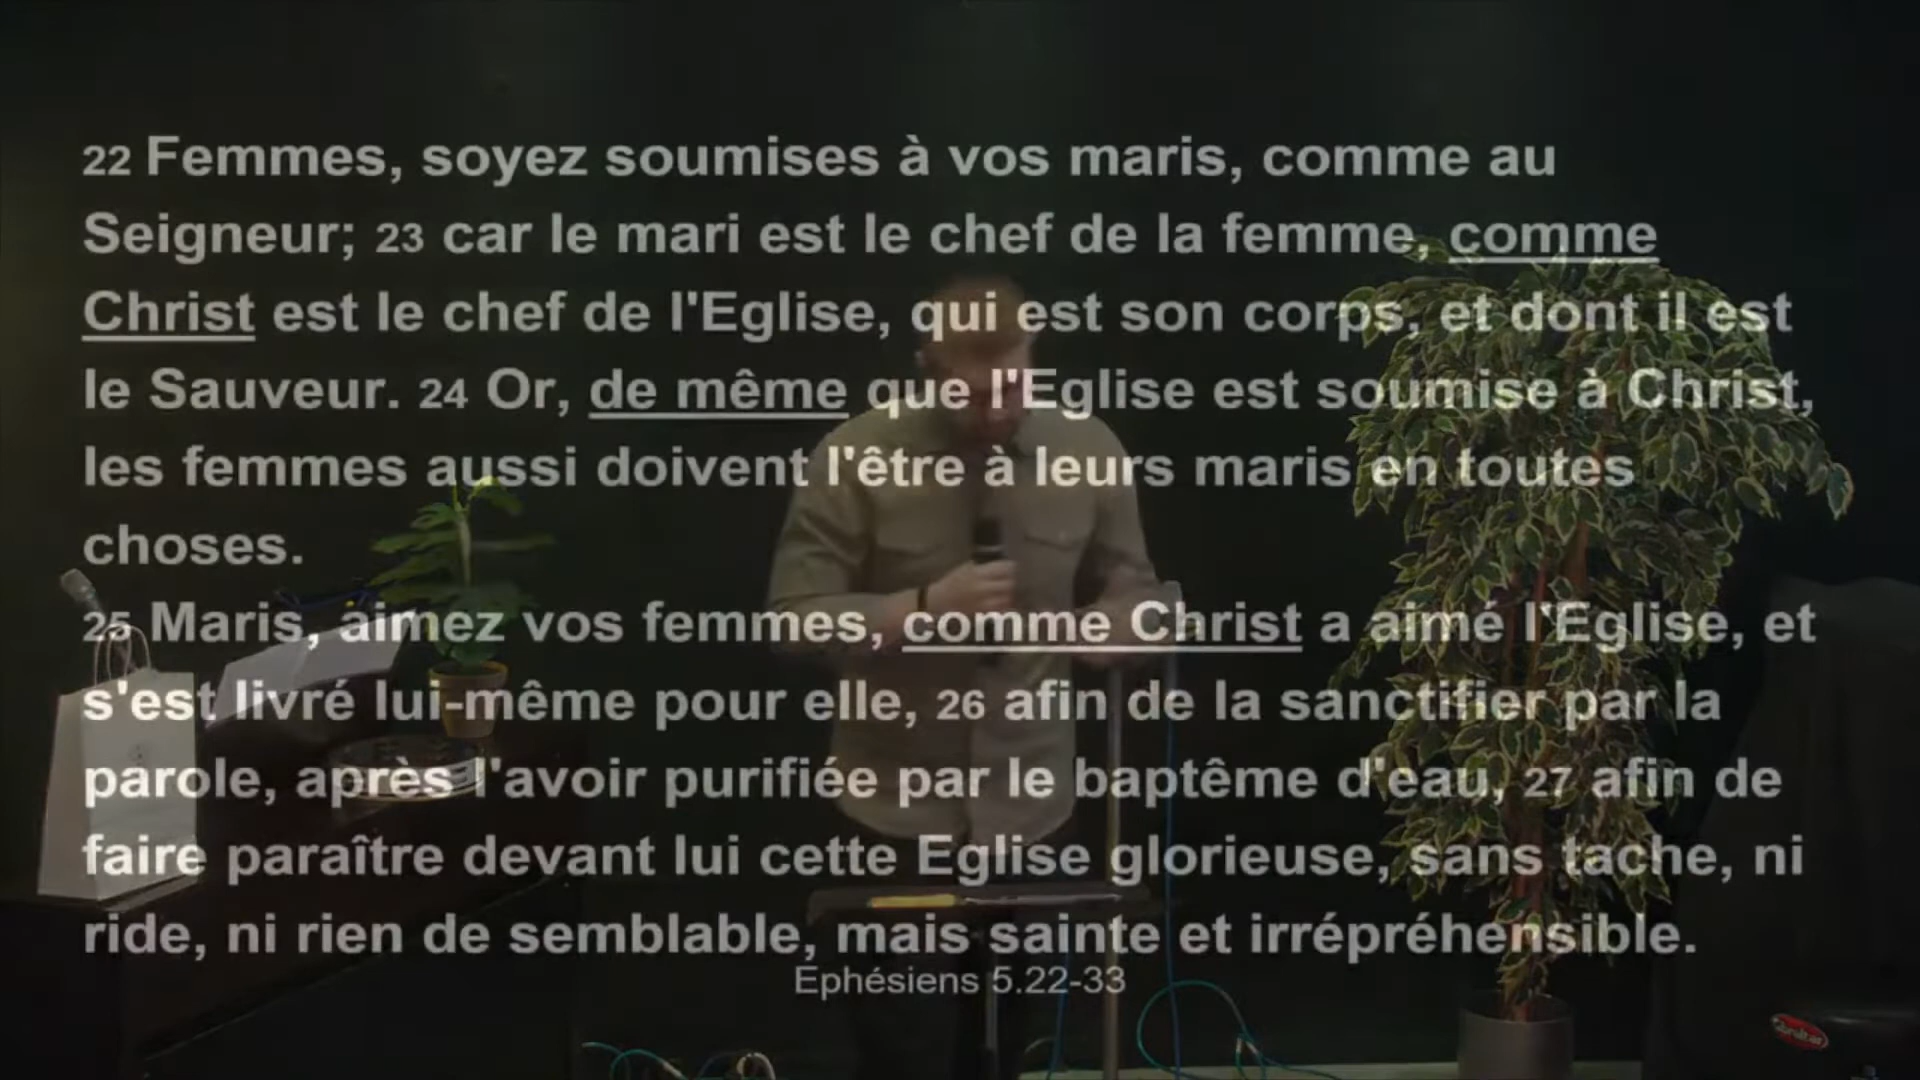 22 Femmes, soyez soumises à vos maris, comme au
Seigneur; 23 car le mari est le chef de la femme, comme
Christ est le chef de l'Eglise, qui est son corps, et dont il est
le Sauveur. 24 Or, de même que l'Eglise est soumise à Christ,
les femmes aussi doivent l'être à leurs maris en toutes
choses.
25 Maris, aimez vos femmes, comme Christ a aimé l'Eglise, et
s'est livré lui-même pour elle, 26 afin de la sanctifier par la
parole, après l'avoir purifiée par le baptême d'eau, 27 afin de
faire paraître devant lui cette Eglise glorieuse, sans tache, ni
ride, ni rien de semblable, mais sainte et irrépréhensible.
Ephésiens 5.22-33
Gibraltar